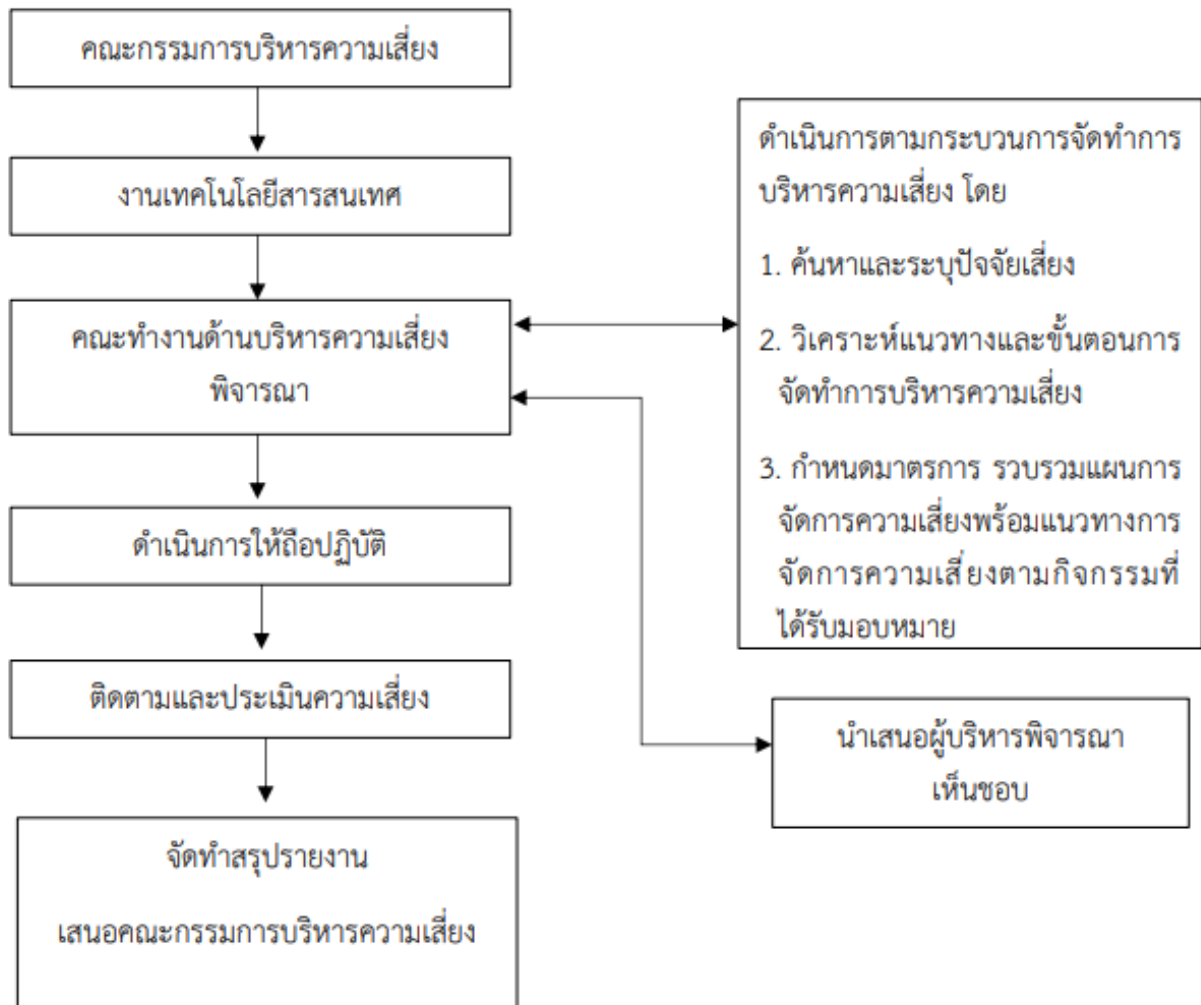 คณะกรรมการบริหารความเสี่ยง
งานเทคโนโลยีสารสนเทศ
คณะทำงานด้านบริหารความเสี่ยง
พิจารณา
ดำเนินการให้ถือปฏิบัติ
ติดตามและประเมินความเสี่ยง
จัดทำสรุปรายงาน
เสนอคณะกรรมการบริหารความเสี่ยง
ดำเนินการตามกระบวนการจัดทำการ
บริหารความเสี่ยง โดย
1. ค้นหาและระบุปัจจัยเสี่ยง
2. วิเคราะห์แนวทางและขั้นตอนการ
จัดทำการบริหารความเสี่ยง
3. กำหนดมาตรการ รวบรวมแผนการ
จัดการความเสี่ยงพร้อมแนวทางการ
จัดการความเสี่ยงตามกิจกรรมที่
ได้รับมอบหมาย
นำเสนอผู้บริหารพิจารณา
เห็นชอบ